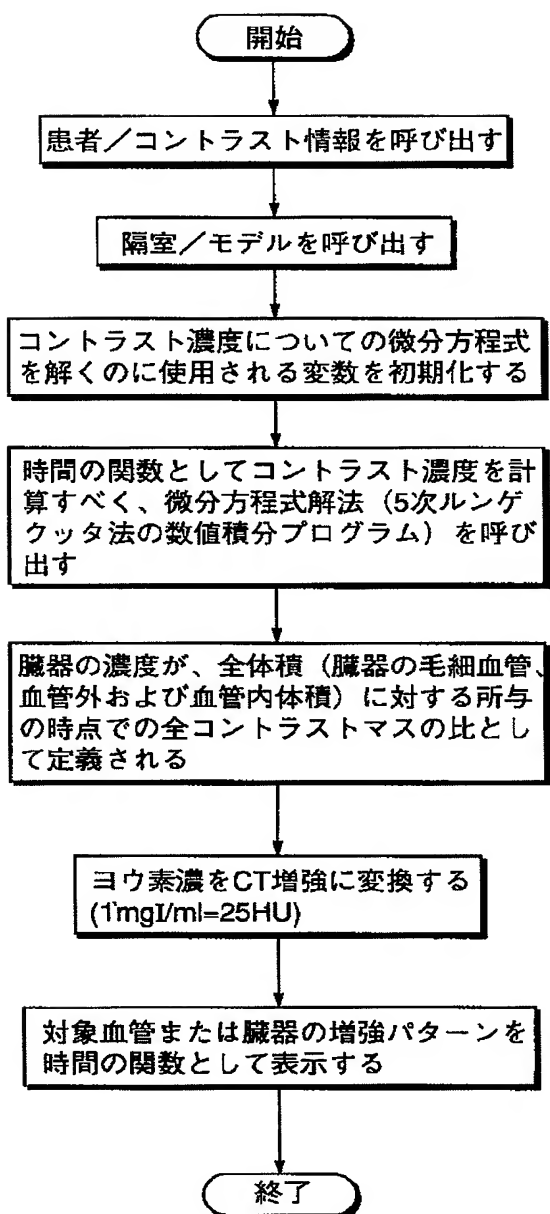 開始
患者／コントラスト情報を呼び出す
隔室／モデルを呼び出す
コントラスト濃度についての微分方程式
を解くのに使用される変数を初期化する
時間の関数としてコントラスト濃度を計
算すべく、微分方程式解法（5次ルンゲ
クッタ法の数値積分プログラム）を呼び
出す
臓器の濃度が、全体積（臓器の毛細血管、
血管外および血管内体積）に対する所与
の時点での全コントラストマスの比とし
て定義される
ヨウ素濃をCT増強に変換する
(1mgI/ml=25HU)
対象血管または臓器の増強パターンを
時間の関数として表示する
終了